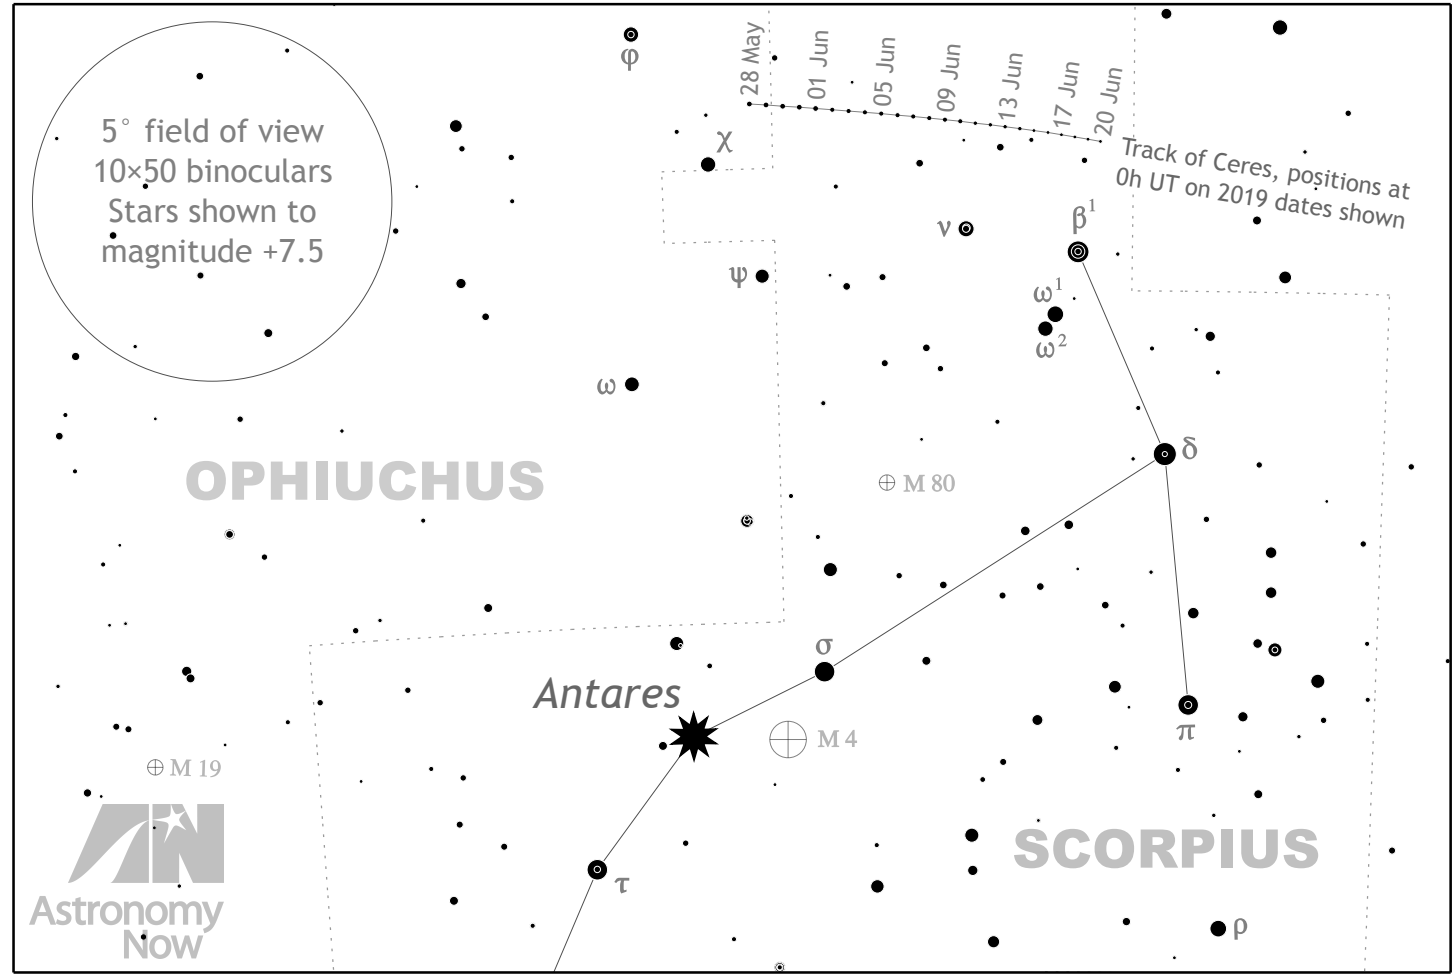 φ
28 May
01 Jun
05 Jun
09 Jun
13 Jun
17 Jun
20 Jun
5° field of view
10×50 binoculars
Stars shown to
magnitude +7.5
χ
Track of Ceres, positions at
0h UT on 2019 dates shown
ν
β¹
ψ
ω¹
ω²
ω
δ
OPHIUCHUS
M 80
σ
Antares
M 4
π
M 19
SCORPIUS
τ
AN
Astronomy
Now
ρ